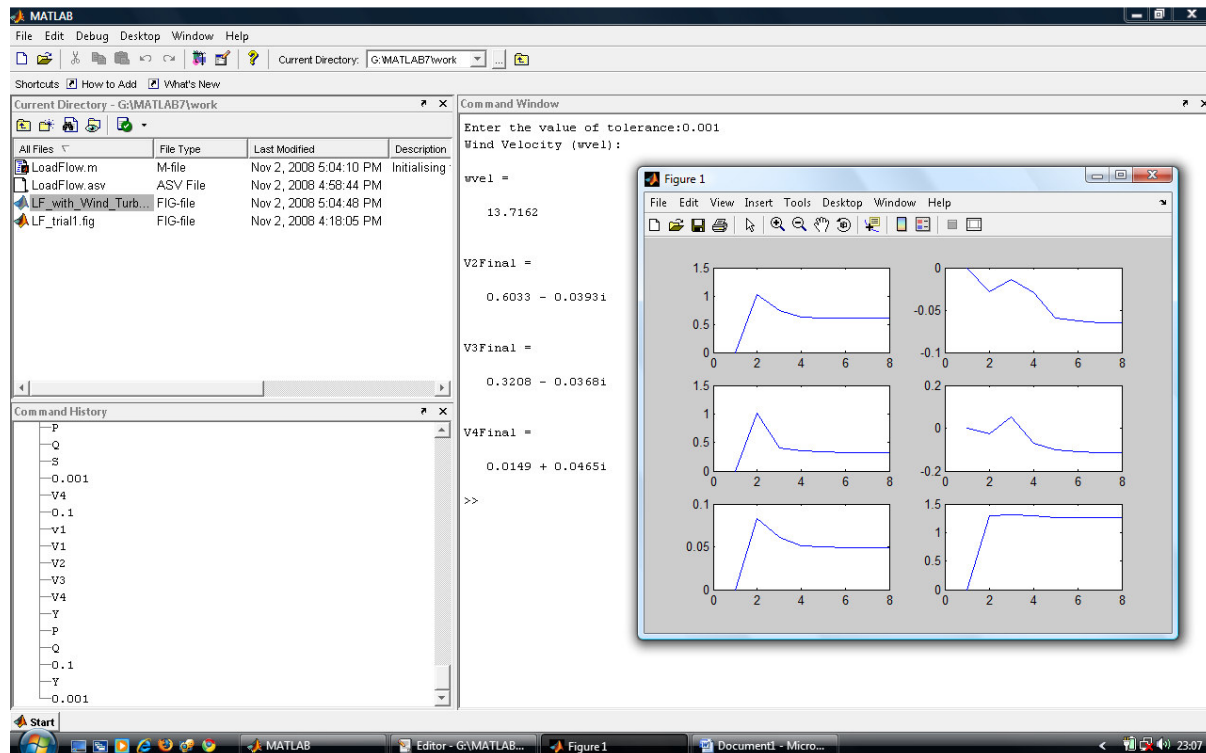 MATLAB
File Edit Debug Desktop Window Help
Current Directory: G:\MATLAB7\work
Shortcuts How to Add What's New
Current Directory - G:\MATLAB7\work
All Files File Type Last Modified Description
LoadFlow.m M-file Nov 2, 2008 5:04:10 PM Initialising
LoadFlow.asv ASV File Nov 2, 2008 4:58:44 PM
LF_with_Wind_Turb... FIG-file Nov 2, 2008 5:04:48 PM
LF_trial1.fig FIG-file Nov 2, 2008 4:18:05 PM
Command History
P
Q
S
0.001
V4
0.1
v1
V1
V2
V3
V4
Y
P
Q
0.1
Y
0.001
Command Window
Enter the value of tolerance:0.001
Wind Velocity (wvel):
wvel =
13.7162
V2Final =
0.6033 - 0.0393i
V3Final =
0.3208 - 0.0368i
V4Final =
0.0149 + 0.0465i
>>
Figure 1
File Edit View Insert Tools Desktop Window Help
1.5
1
0.5
0
0 2 4 6 8
0
-0.05
-0.1
0 2 4 6 8
1.5
1
0.5
0
0 2 4 6 8
0.2
0
-0.2
0 2 4 6 8
0.1
0.05
0
0 2 4 6 8
1.5
1
0.5
0
0 2 4 6 8
Start
MATLAB
Editor - G:\MATLAB...
Figure 1
Document1 - Micro...
23:07